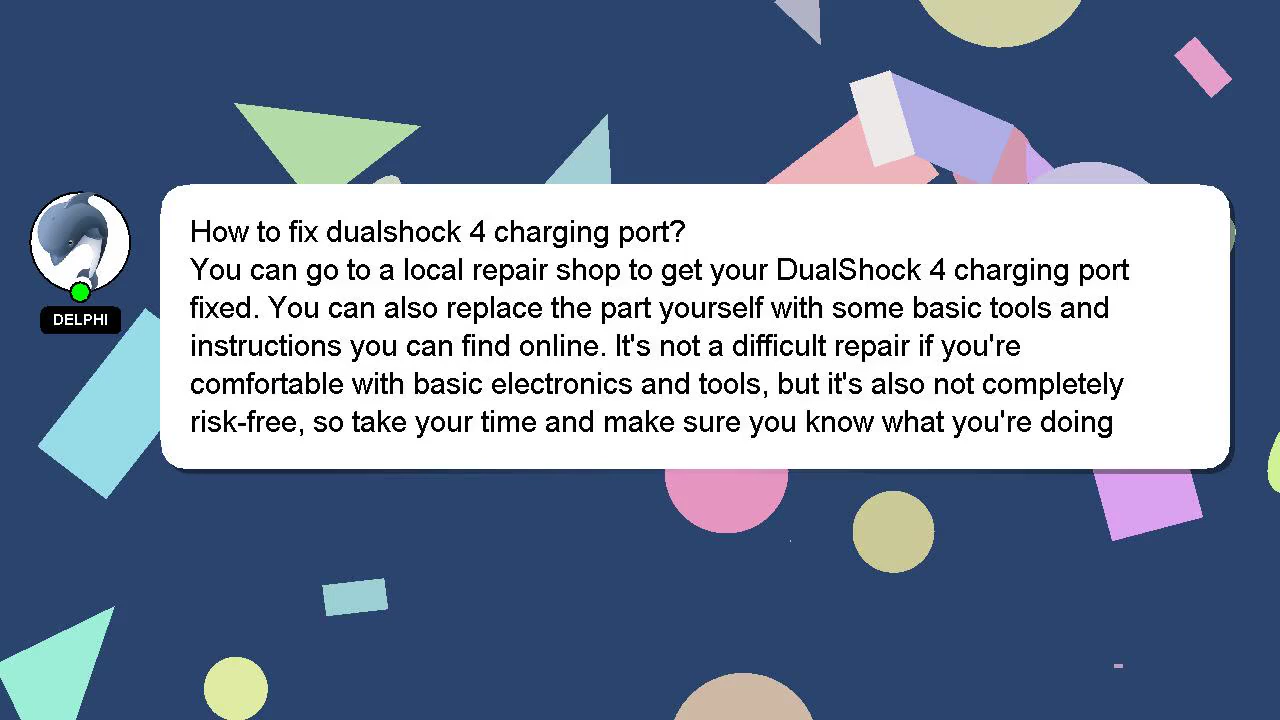 How to fix dualshock 4 charging port?
You can go to a local repair shop to get your DualShock 4 charging port
fixed. You can also replace the part yourself with some basic tools and
instructions you can find online. It's not a difficult repair if you're
comfortable with basic electronics and tools, but it's also not completely
risk-free, so take your time and make sure you know what you're doing
DELPHI